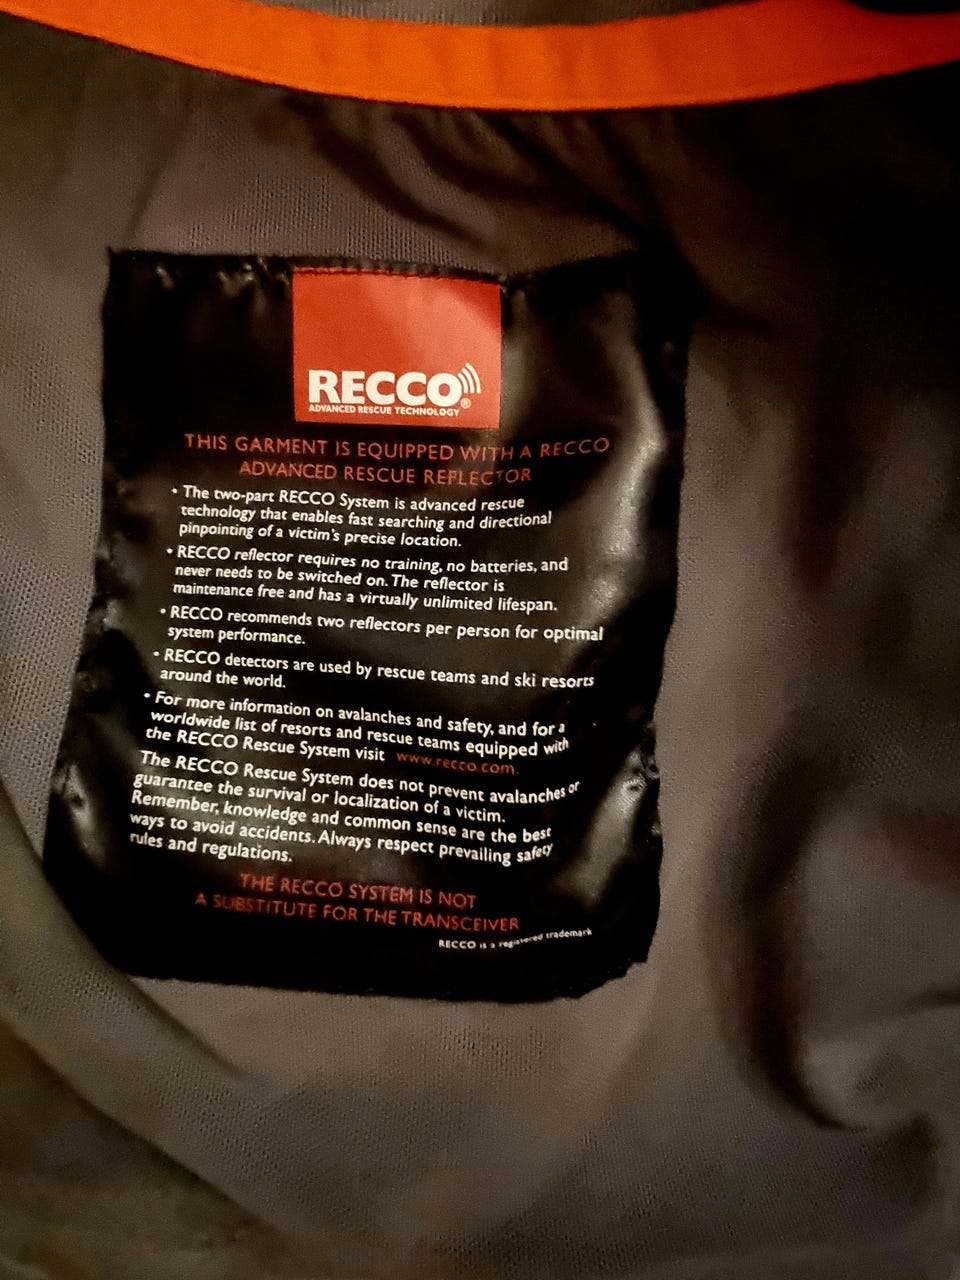 RECCO®
ADVANCED RESCUE TECHNOLOGY
THIS GARMENT IS EQUIPPED WITH A RECCO
ADVANCED RESCUE REFLECTOR
• The two-part RECCO System is advanced rescue
technology that enables fast searching and directional
pinpointing of a victim's precise location.
• RECCO reflector requires no training, no batteries, and
never needs to be switched on. The reflector is
maintenance free and has a virtually unlimited lifespan.
• RECCO recommends two reflectors per person for optimal
system performance.
• RECCO detectors are used by rescue teams and ski resorts
around the world.
• For more information on avalanches and safety, and for a
worldwide list of resorts and rescue teams equipped with
the RECCO Rescue System visit www.recco.com.
The RECCO Rescue System does not prevent avalanches or
guarantee the survival or localization of a victim.
Remember, knowledge and common sense are the best
ways to avoid accidents. Always respect prevailing safety
rules and regulations.
THE RECCO SYSTEM IS NOT
A SUBSTITUTE FOR THE TRANSCEIVER
RECCO is a registered trademark